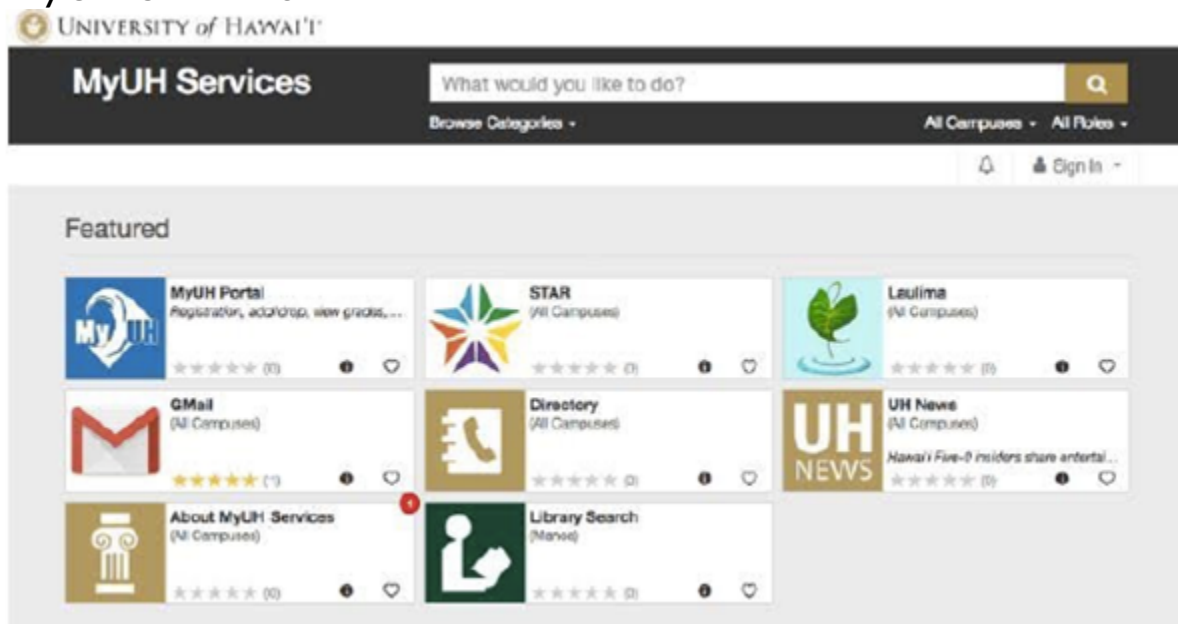 UNIVERSITY of HAWAI'I
MyUH Services
What would you like to do?
Browse Categories
All Campuses All Roles
Sign In
Featured
MyUH Portal
Registration, add/drop, view grades, ...
(0)
STAR
(All Campuses)
(0)
Laulima
(All Campuses)
(0)
GMail
(All Campuses)
(1)
Directory
(All Campuses)
(0)
UH NEWS
UH News
(All Campuses)
Hawai'i Five-0 insiders share entertai...
(0)
About MyUH Services
(All Campuses)
(0)
Library Search
(Manoa)
(0)
My UH